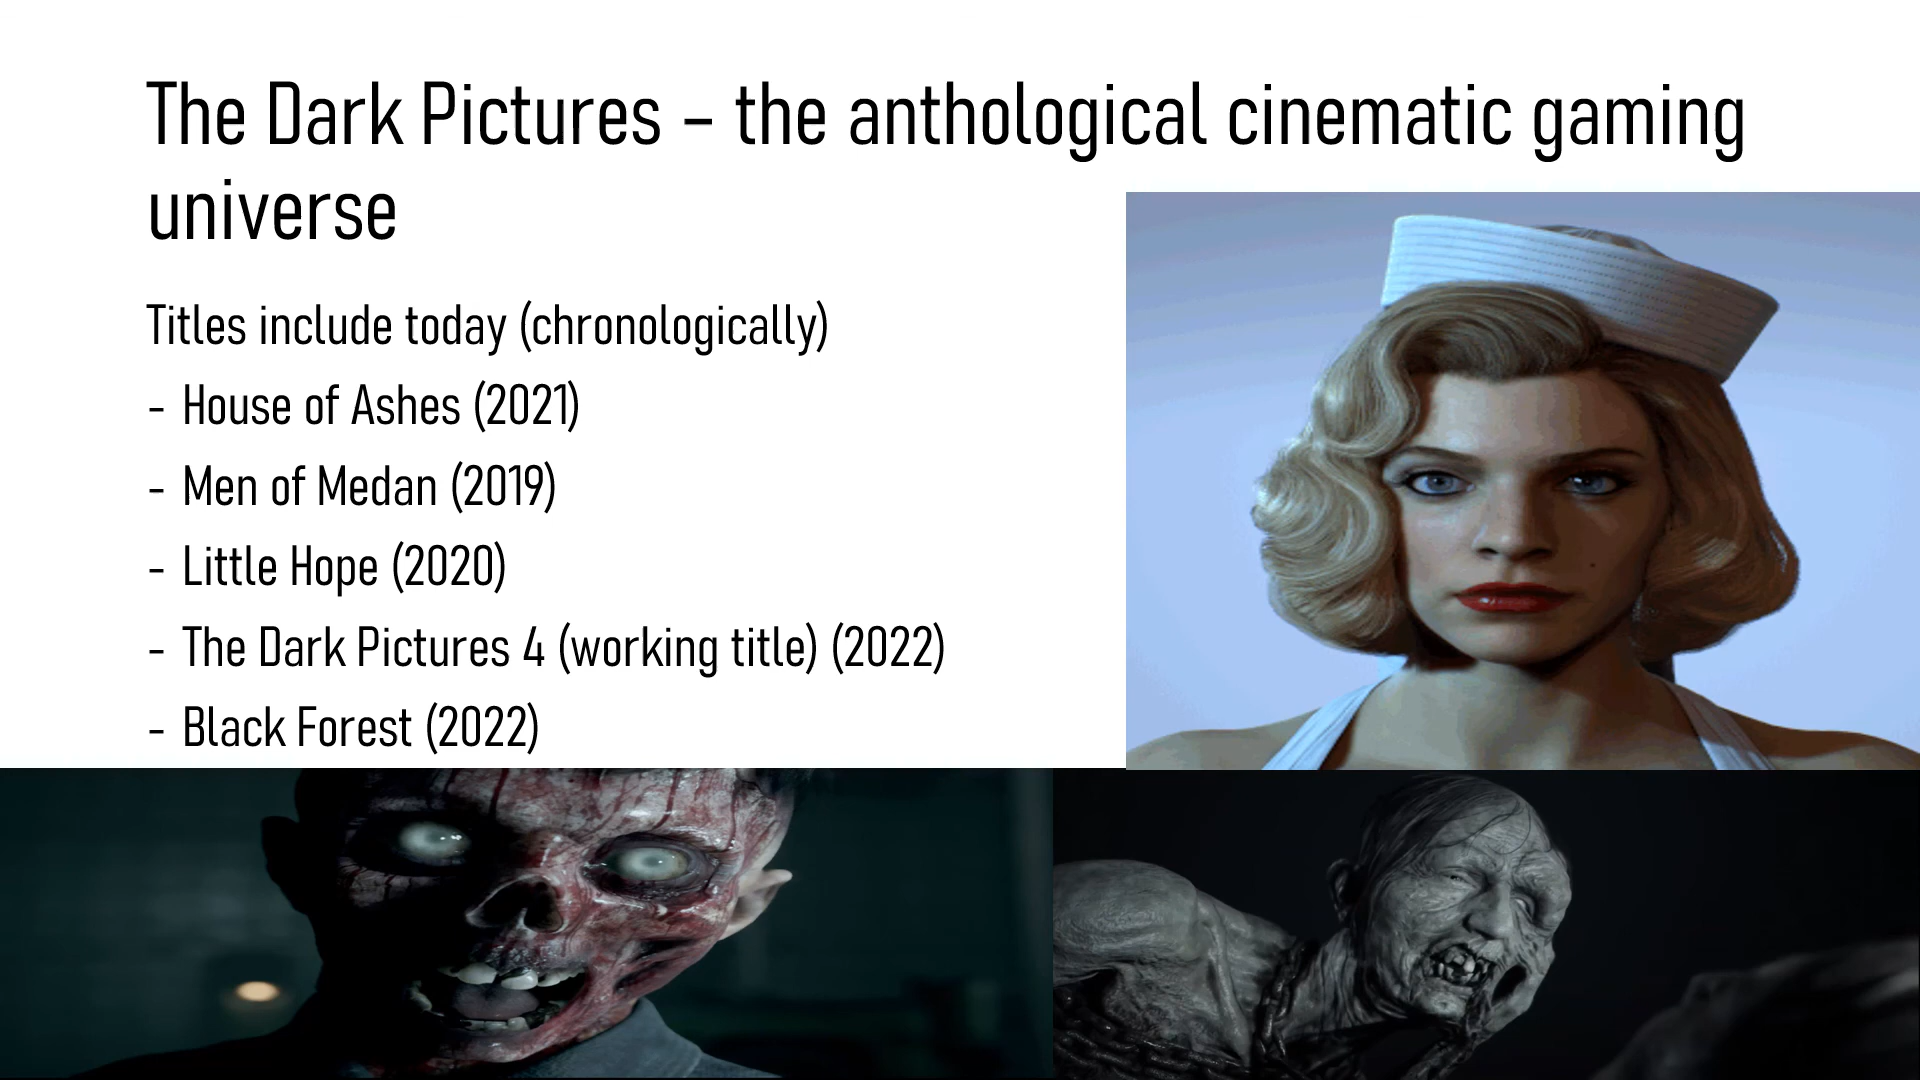 The Dark Pictures – the anthological cinematic gaming
universe
Titles include today (chronologically)
- House of Ashes (2021)
- Men of Medan (2019)
- Little Hope (2020)
- The Dark Pictures 4 (working title) (2022)
- Black Forest (2022)